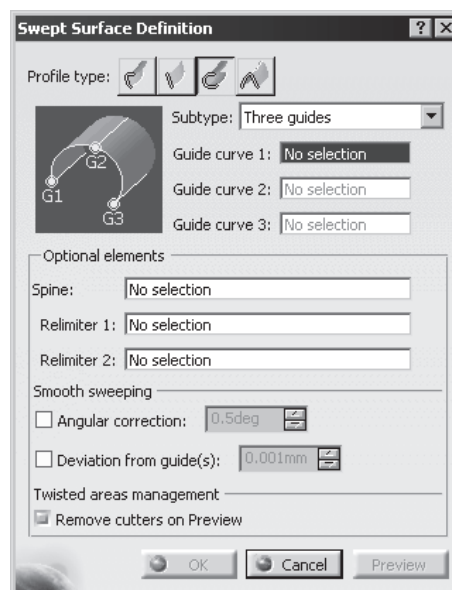 Swept Surface Definition ? X
Profile type:
Subtype: Three guides
G1 G2 G3
Guide curve 1: No selection
Guide curve 2: No selection
Guide curve 3: No selection
Optional elements
Spine: No selection
Relimiter 1: No selection
Relimiter 2: No selection
Smooth sweeping
Angular correction: 0.5deg
Deviation from guide(s): 0.001mm
Twisted areas management
Remove cutters on Preview
OK Cancel Preview